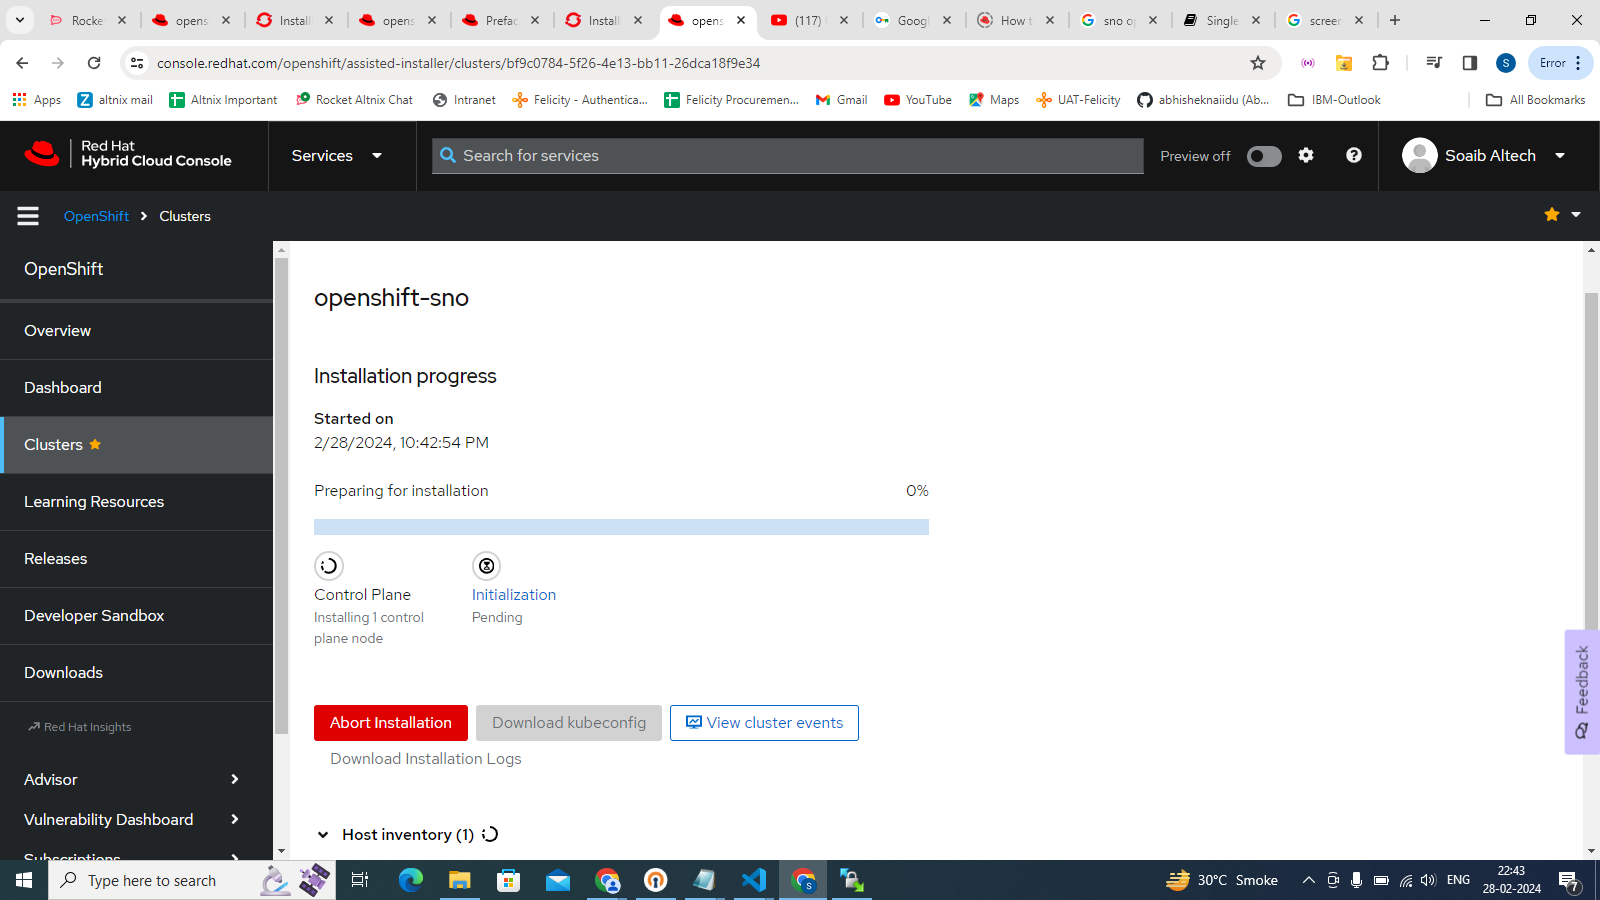 Rocke
opens
Install
opens
Prefac
Install
opens
(117)
Goog
How t
sno o
Single
screen
console.redhat.com/openshift/assisted-installer/clusters/bf9c0784-5f26-4e13-bb11-26dca18f9e34
S
Error
Apps
altnix mail
Altnix Important
Rocket Altnix Chat
Intranet
Felicity - Authentica...
Felicity Procuremen...
Gmail
YouTube
Maps
UAT-Felicity
abhisheknaiidu (Ab...
IBM-Outlook
All Bookmarks
Red Hat
Hybrid Cloud Console
Services
Search for services
Preview off
Soaib Altech
OpenShift
Clusters
OpenShift
Overview
Dashboard
Clusters
Learning Resources
Releases
Developer Sandbox
Downloads
Red Hat Insights
Advisor
Vulnerability Dashboard
Subscriptions
openshift-sno
Installation progress
Started on
2/28/2024, 10:42:54 PM
Preparing for installation 0%
Control Plane
Installing 1 control
plane node
Initialization
Pending
Abort Installation
Download kubeconfig
View cluster events
Download Installation Logs
Host inventory (1)
Feedback
Type here to search
30°C Smoke
ENG
22:43
28-02-2024
7